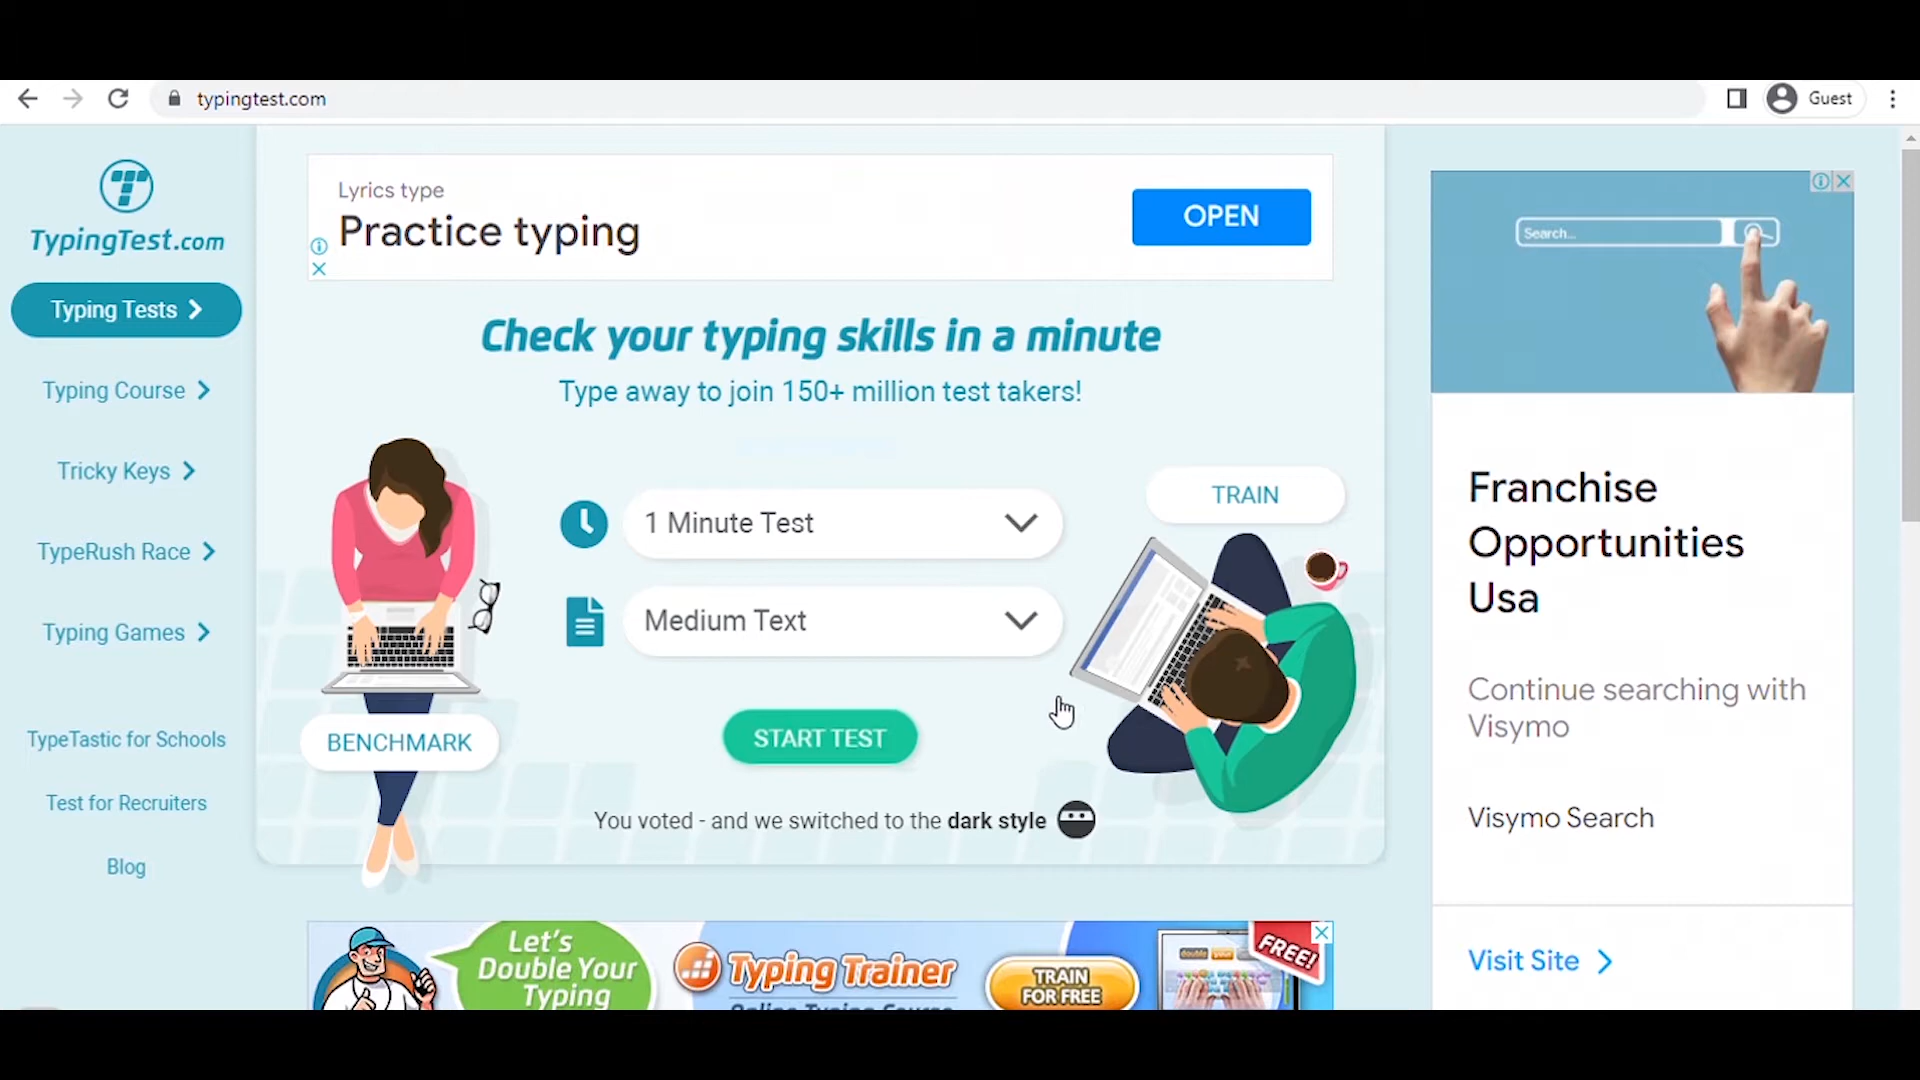 typingtest.com
Guest
TypingTest.com
Typing Tests
Typing Course
Tricky Keys
TypeRush Race
Typing Games
TypeTastic for Schools
Test for Recruiters
Blog
Lyrics type
Practice typing
OPEN
Check your typing skills in a minute
Type away to join 150+ million test takers!
1 Minute Test
Medium Text
TRAIN
BENCHMARK
START TEST
You voted - and we switched to the dark style
Let's
Double Your
Typing
Typing Trainer
Online Typing Course
TRAIN
FOR FREE
FREE!
Search...
Franchise
Opportunities
Usa
Continue searching with
Visymo
Visymo Search
Visit Site